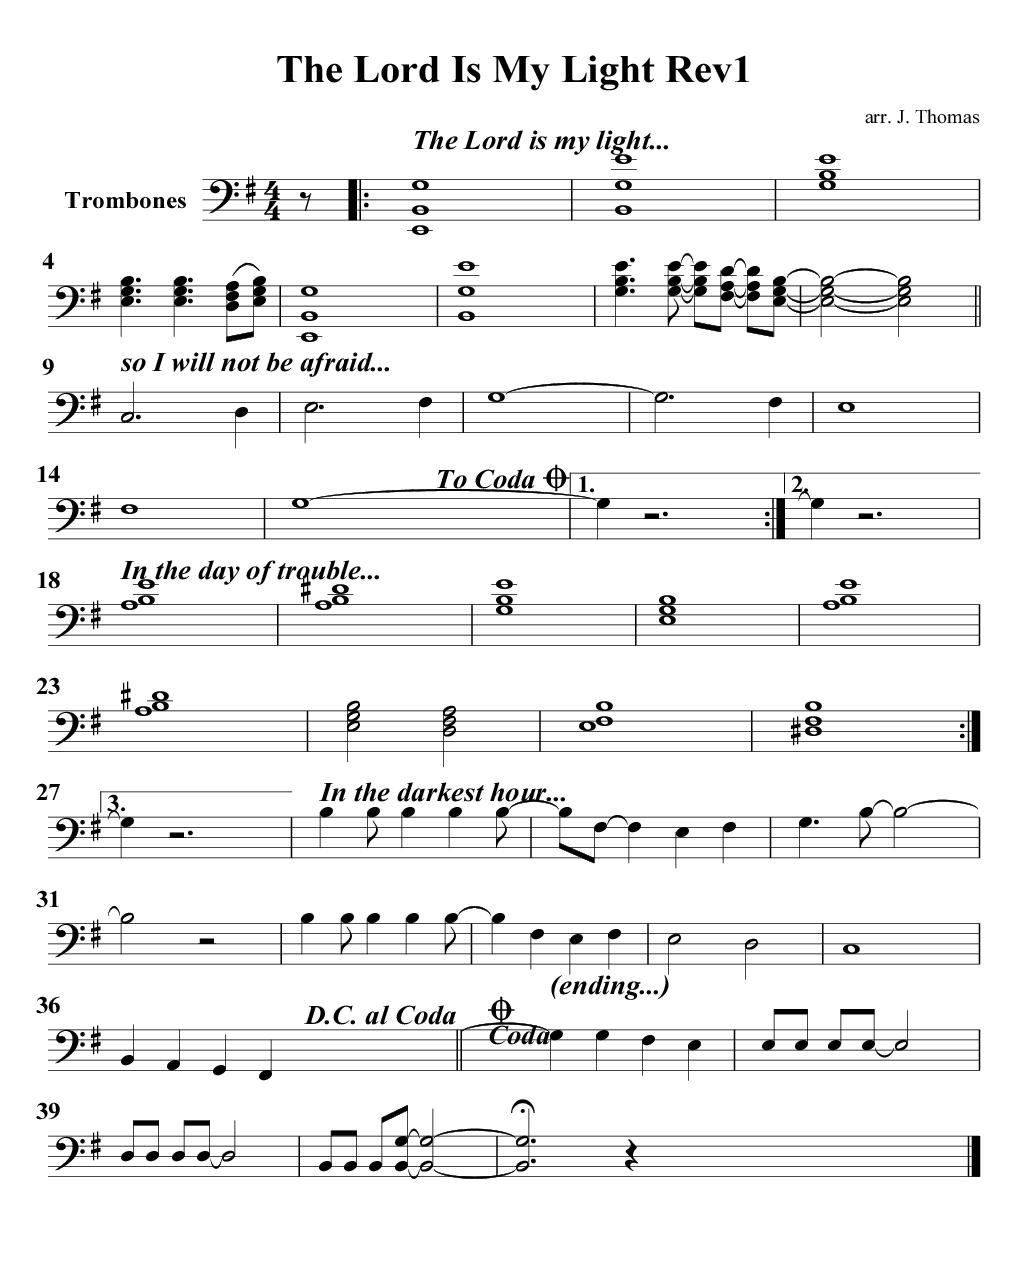 The Lord Is My Light Rev1
arr. J. Thomas
The Lord is my light...
Trombones
4
4
4
9
so I will not be afraid...
14
To Coda
1.
2.
18
In the day of trouble...
23
27
3.
In the darkest hour...
31
(ending...)
36
D.C. al Coda
Coda
39